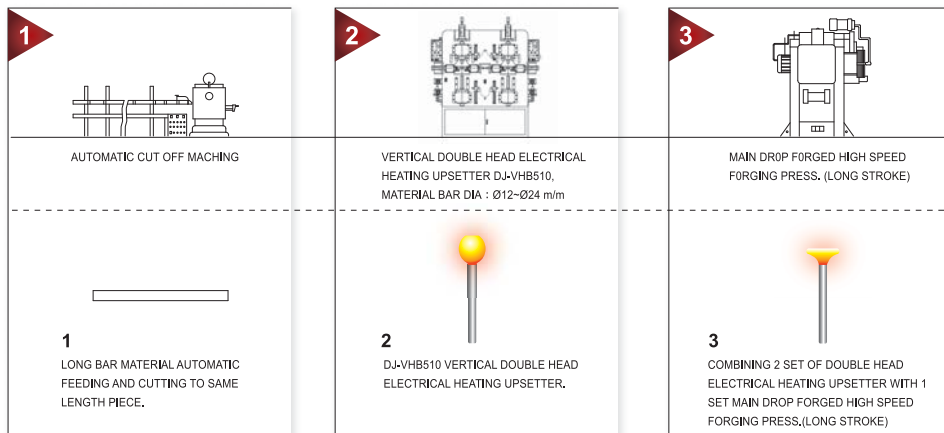 1
AUTOMATIC CUT OFF MACHING
1
LONG BAR MATERIAL AUTOMATIC
FEEDING AND CUTTING TO SAME
LENGTH PIECE.
2
VERTICAL DOUBLE HEAD ELECTRICAL
HEATING UPSETTER DJ-VHB510,
MATERIAL BAR DIA : Ø12~Ø24 m/m
2
DJ-VHB510 VERTICAL DOUBLE HEAD
ELECTRICAL HEATING UPSETTER.
3
MAIN DR0P F0RGED HIGH SPEED
F0RGING PRESS. (LONG STROKE)
3
COMBINING 2 SET OF DOUBLE HEAD
ELECTRICAL HEATING UPSETTER WITH 1
SET MAIN DROP FORGED HIGH SPEED
FORGING PRESS.(LONG STROKE)